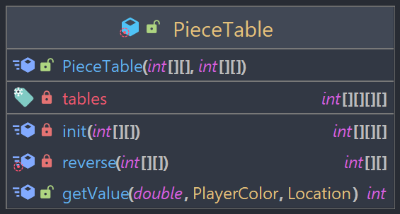 PieceTable
PieceTable(int[][], int[][])
tables int[][][][]
init(int[][]) int[][][]
reverse(int[][]) int[][]
getValue(double, PlayerColor, Location) int